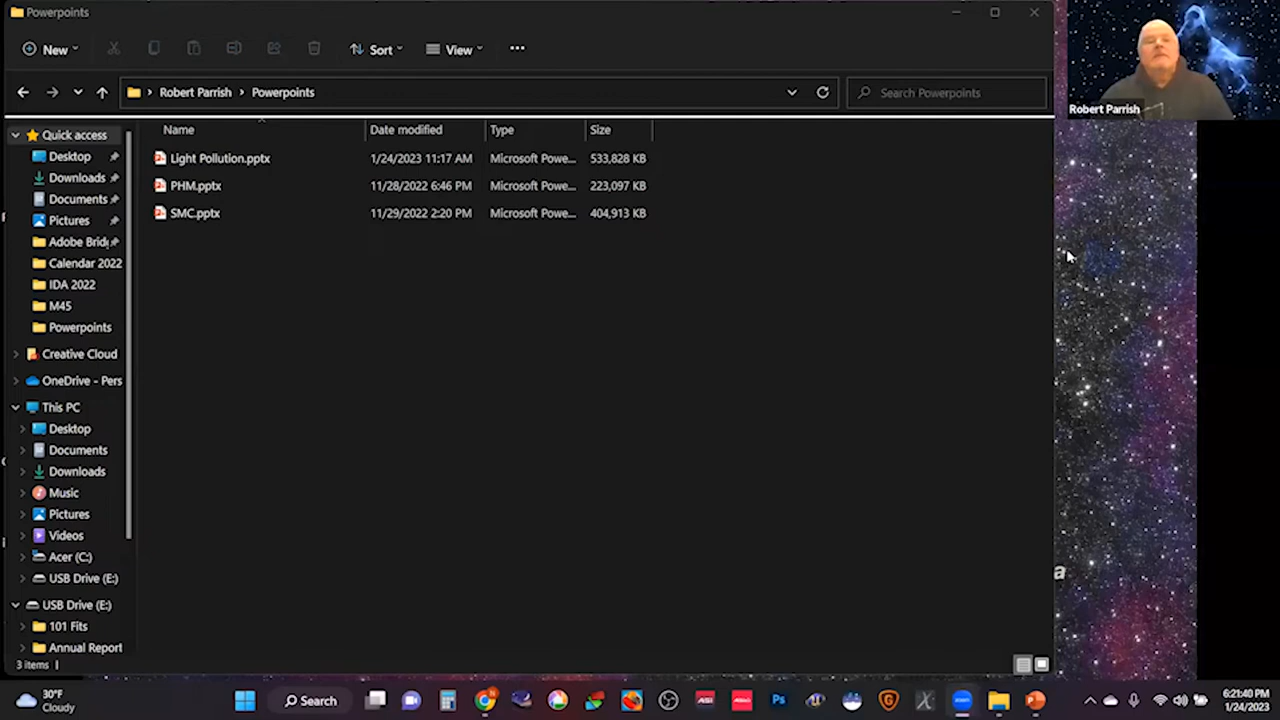 Powerpoints
New
Sort
View
Robert Parrish > Powerpoints
Search Powerpoints
Robert Parrish
Name Date modified Type Size
Light Pollution.pptx 1/24/2023 11:17 AM Microsoft Powe... 533,828 KB
PHM.pptx 11/28/2022 6:46 PM Microsoft Powe... 223,097 KB
SMC.pptx 11/29/2022 2:20 PM Microsoft Powe... 404,913 KB
Quick access
Desktop
Downloads
Documents
Pictures
Adobe Brid
Calendar 2022
IDA 2022
M45
Powerpoints
Creative Cloud
OneDrive - Pers
This PC
Desktop
Documents
Downloads
Music
Pictures
Videos
Acer (C:)
USB Drive (E:)
USB Drive (E:)
101 Fits
Annual Report
a
3 items
30°F
Cloudy
Search
Ps
6:21:40 PM
1/24/2023